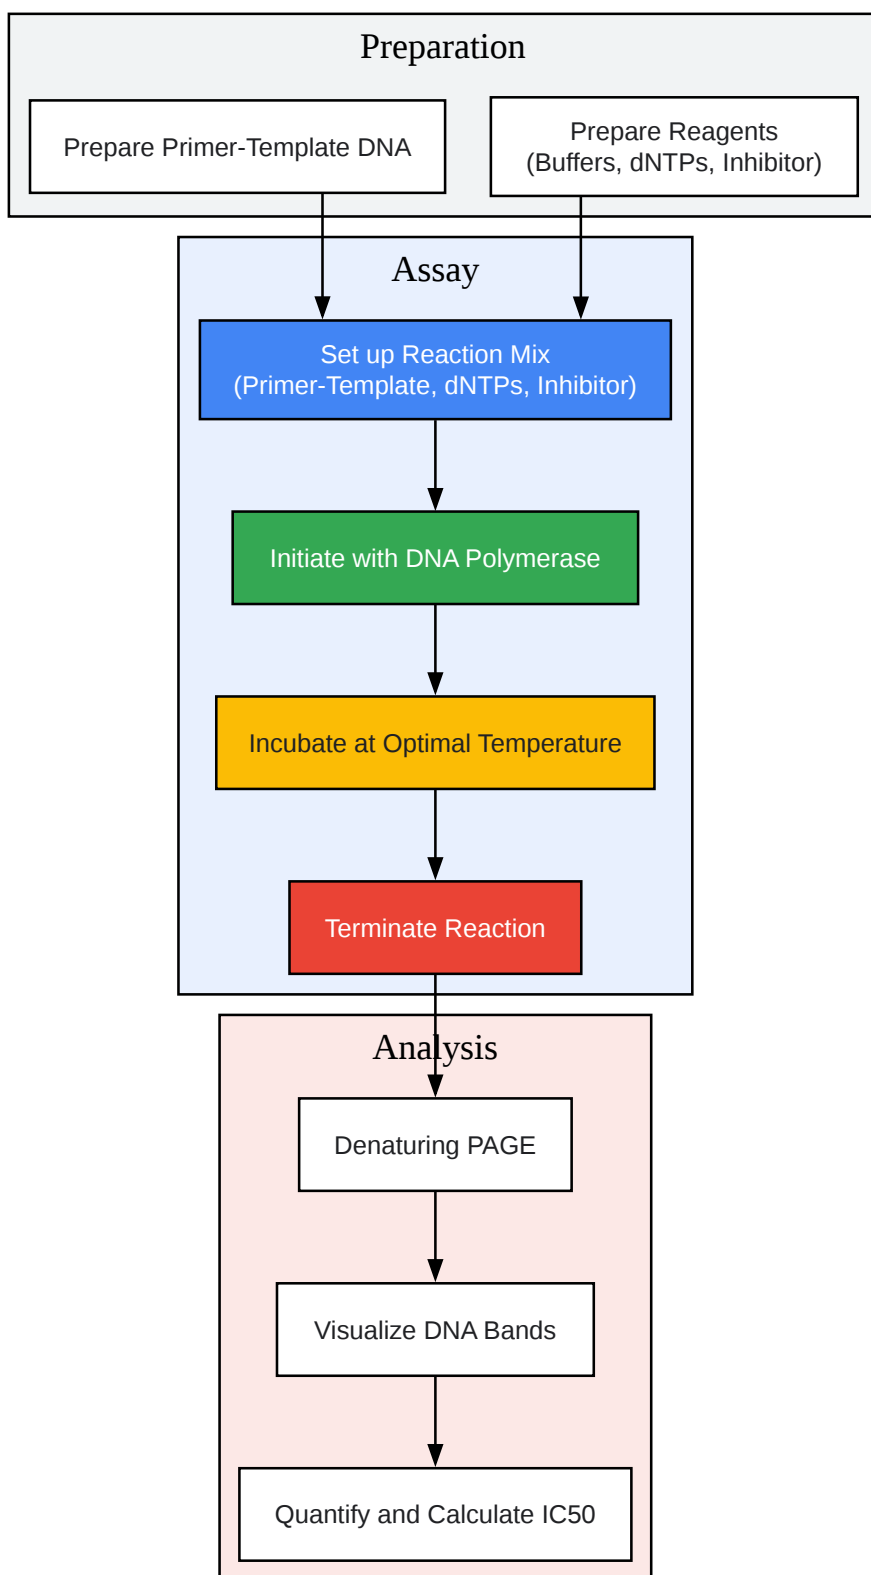 Preparation
Prepare Primer-Template DNA
Prepare Reagents
(Buffers, dNTPs, Inhibitor)
Assay
Set up Reaction Mix
(Primer-Template, dNTPs, Inhibitor)
Initiate with DNA Polymerase
Incubate at Optimal Temperature
Terminate Reaction
Analysis
Denaturing PAGE
Visualize DNA Bands
Quantify and Calculate IC50